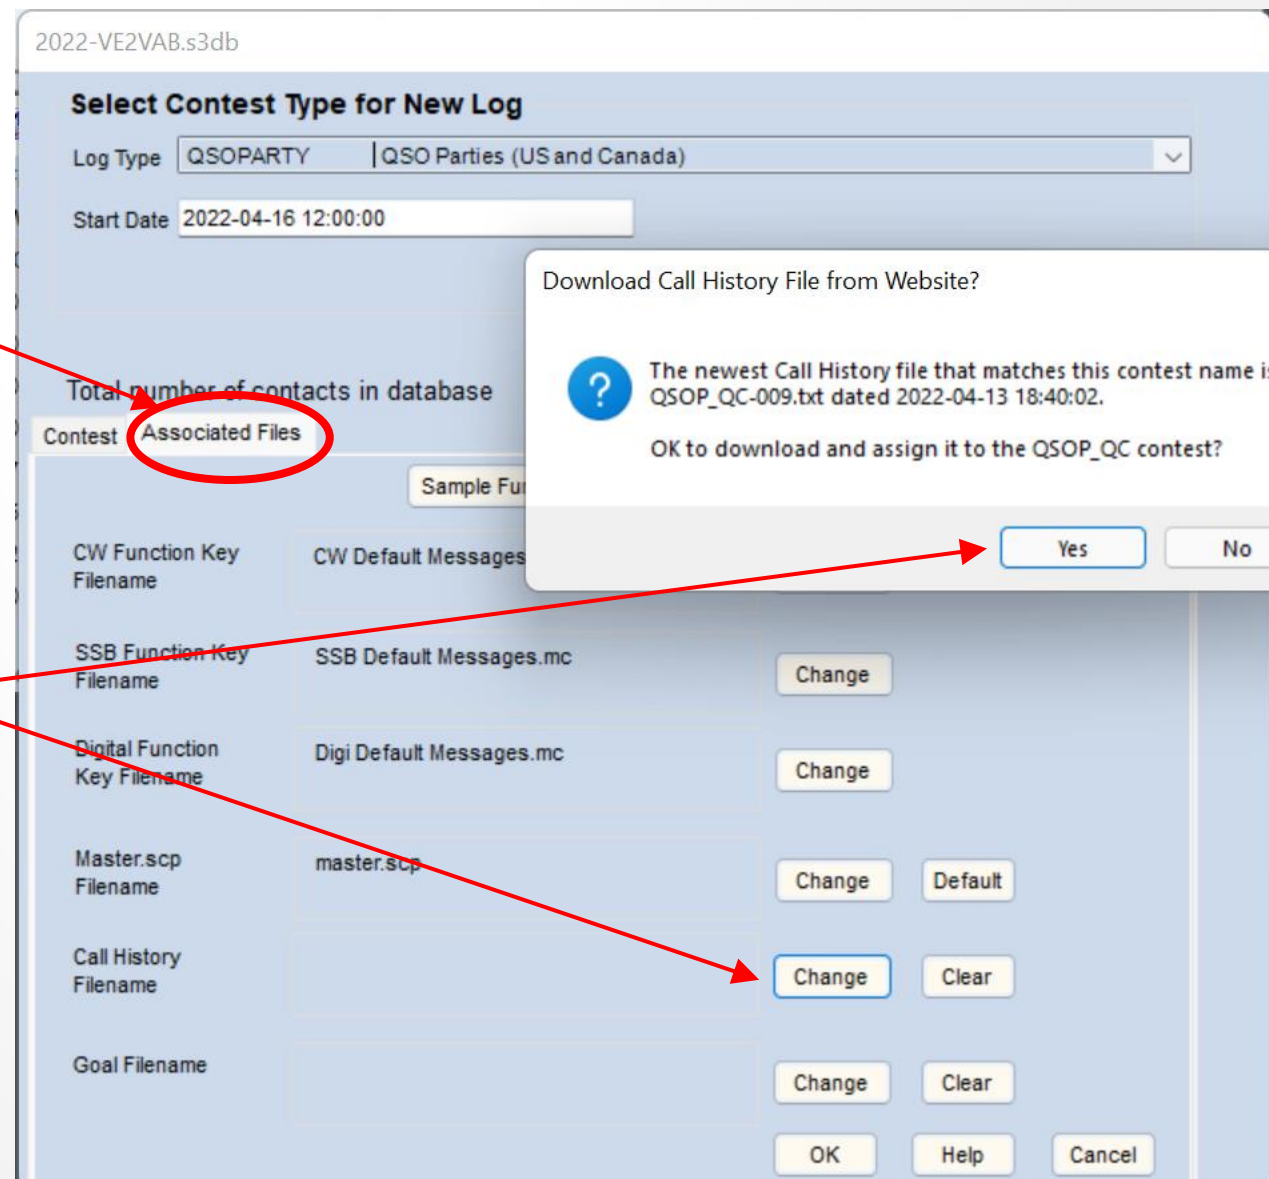 2022-VE2VAB.s3db
Select Contest Type for New Log
Log Type QSOPARTY QSO Parties (US and Canada)
Start Date 2022-04-16 12:00:00
Download Call History File from Website?
The newest Call History file that matches this contest name is
QSOP_QC-009.txt dated 2022-04-13 18:40:02.
OK to download and assign it to the QSOP_QC contest?
Yes No
Total number of contacts in database
Contest Associated Files
Sample
CW Function Key
Filename
CW Default Messages
SSB Function Key
Filename
SSB Default Messages.mc
Change
Digital Function
Key Filename
Digi Default Messages.mc
Change
Master.scp
Filename
master.scp
Change Default
Call History
Filename
Change Clear
Goal Filename
Change Clear
OK Help Cancel